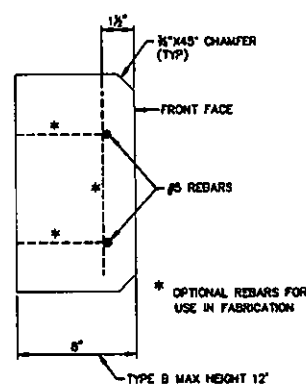 1½"
¾"X45° CHAMFER
(TYP)
FRONT FACE
*
*
#5 REBARS
*
* OPTIONAL REBARS FOR
USE IN FABRICATION
TYPE B MAX HEIGHT 12'